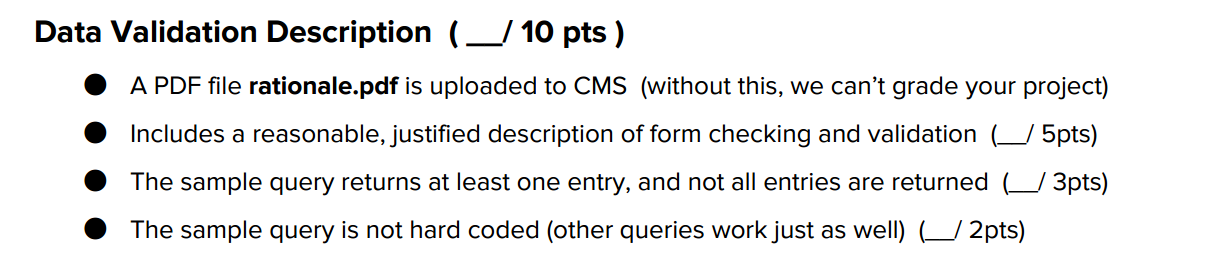 Data Validation Description ( __/ 10 pts )
● A PDF file rationale.pdf is uploaded to CMS (without this, we can’t grade your project)
● Includes a reasonable, justified description of form checking and validation (__/ 5pts)
● The sample query returns at least one entry, and not all entries are returned (__/ 3pts)
● The sample query is not hard coded (other queries work just as well) (__/ 2pts)